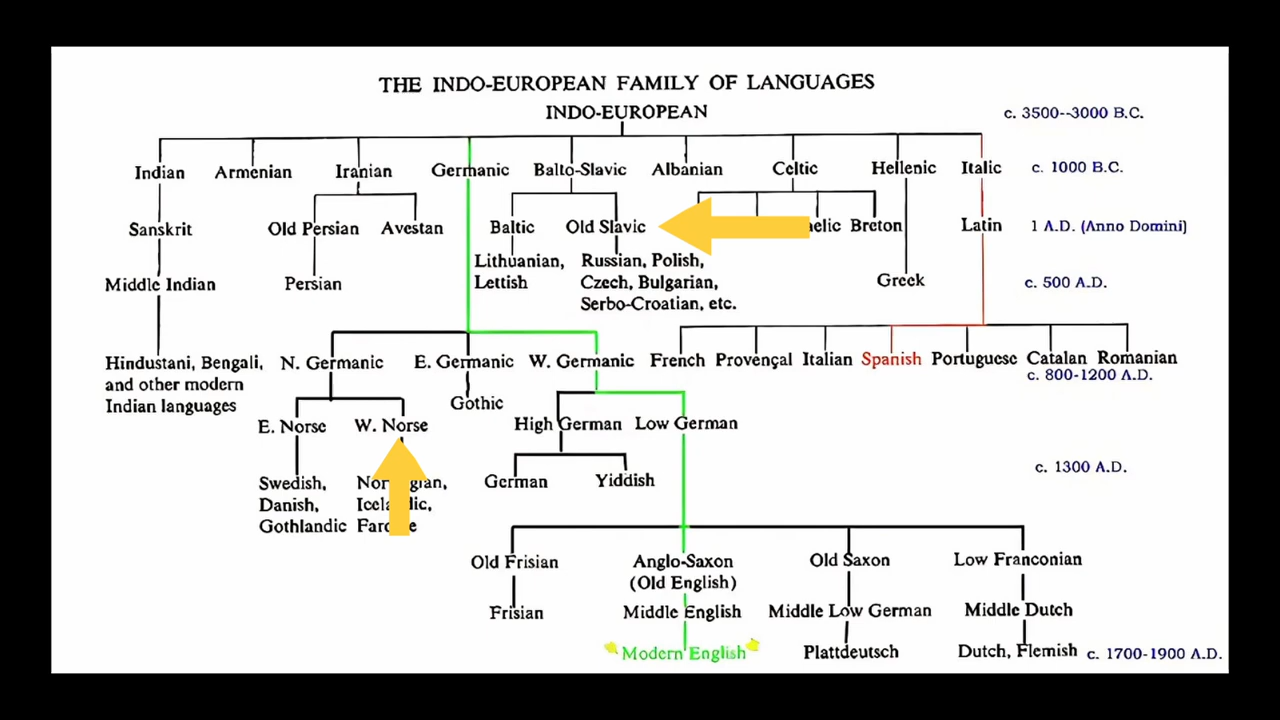 THE INDO-EUROPEAN FAMILY OF LANGUAGES
INDO-EUROPEAN
c. 3500--3000 B.C.
Indian Armenian Iranian Germanic Balto-Slavic Albanian Celtic Hellenic Italic
c. 1000 B.C.
Sanskrit Old Persian Avestan Baltic Old Slavic Breton Latin
1 A.D. (Anno Domini)
Lithuanian, Russian, Polish,
Lettish Czech, Bulgarian,
Serbo-Croatian, etc.
Middle Indian Persian Greek
c. 500 A.D.
Hindustani, Bengali,
and other modern
Indian languages
N. Germanic E. Germanic W. Germanic French Provençal Italian Spanish Portuguese Catalan Romanian
c. 800-1200 A.D.
Gothic
E. Norse W. Norse High German Low German
c. 1300 A.D.
Swedish,
Danish,
Gothlandic
German Yiddish
Old Frisian Anglo-Saxon Old Saxon Low Franconian
(Old English)
Frisian Middle English Middle Low German Middle Dutch
Modern English Plattdeutsch Dutch, Flemish
c. 1700-1900 A.D.